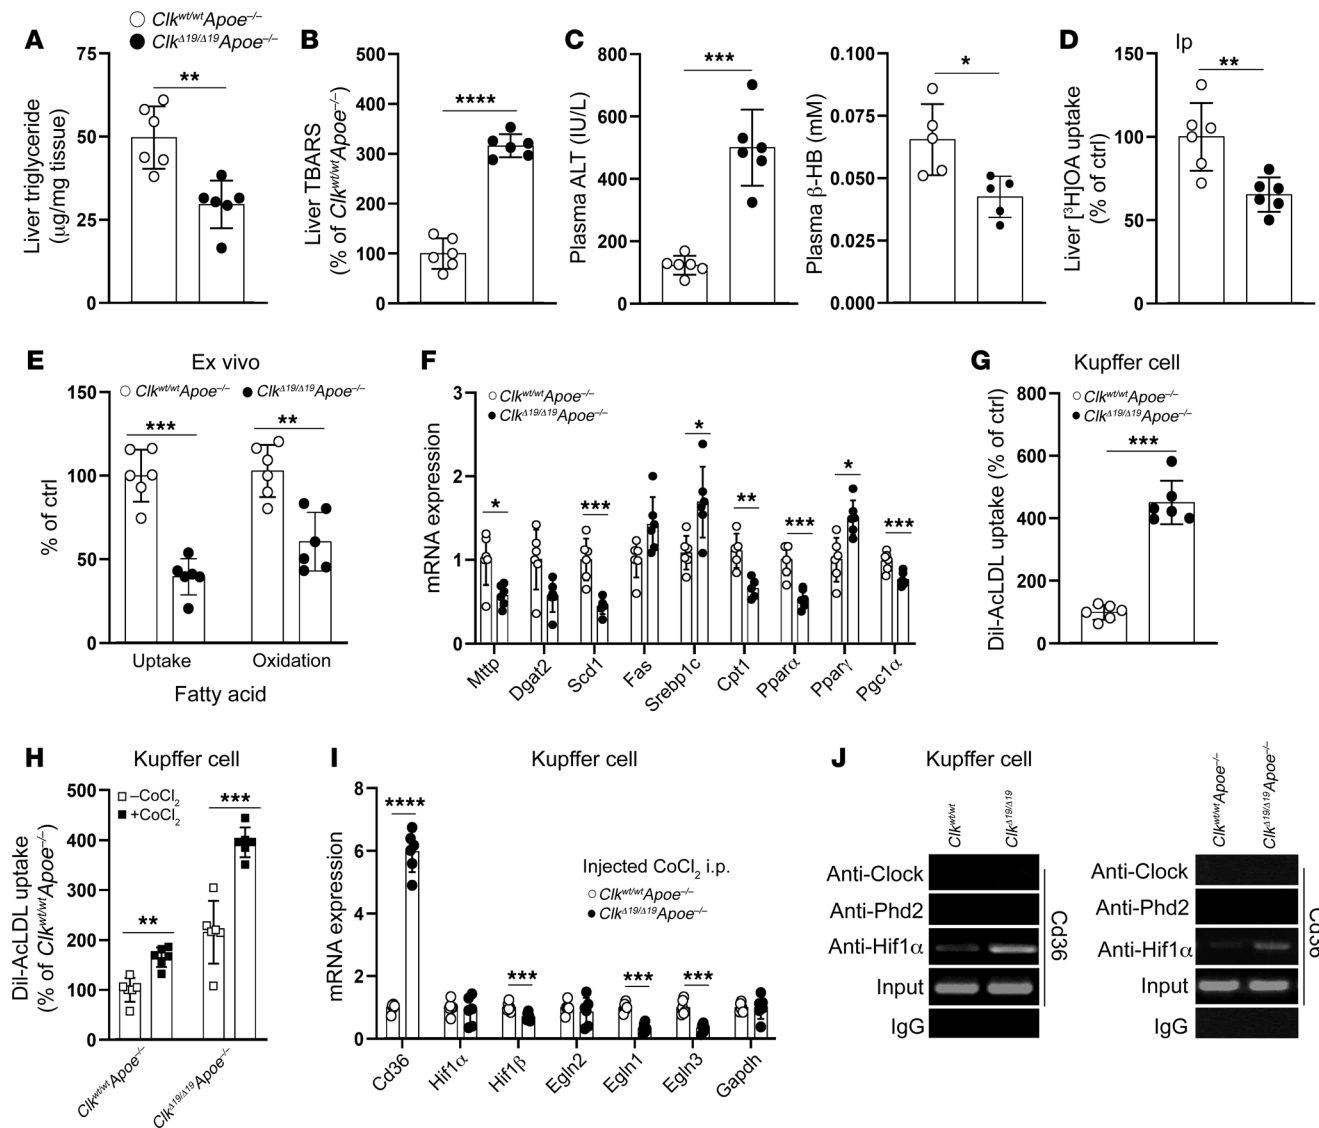 A
○ Clk^wt/wt Apoe^–/–
● Clk^Δ19/Δ19 Apoe^–/–
Liver triglyceride
(μg/mg tissue)
75
50
25
0
**
B
Liver TBARS
(% of Clk^wt/wt Apoe^–/–)
500
400
300
200
100
0
****
C
Plasma ALT (IU/L)
800
600
400
200
0
***
Plasma β-HB (mM)
0.100
0.075
0.050
0.025
0.000
*
D
Ip
Liver [³H]OA uptake
(% of ctrl)
150
100
50
0
**
E
Ex vivo
○ Clk^wt/wt Apoe^–/– ● Clk^Δ19/Δ19 Apoe^–/–
% of ctrl
150
100
50
0
***
**
Uptake Oxidation
Fatty acid
F
○ Clk^wt/wt Apoe^–/–
● Clk^Δ19/Δ19 Apoe^–/–
mRNA expression
3
2
1
0
*
***
*
**
***
*
***
Mttp
Dgat2
Scd1
Fas
Srebp1c
Cpt1
Pparα
Pparγ
Pgc1α
G
Kupffer cell
○ Clk^wt/wt Apoe^–/–
● Clk^Δ19/Δ19 Apoe^–/–
Dil-AcLDL uptake (% of ctrl)
800
600
400
200
0
***
H
Kupffer cell
□ –CoCl₂
■ +CoCl₂
Dil-AcLDL uptake
(% of Clk^wt/wt Apoe^–/–)
500
400
300
200
100
0
**
***
Clk^wt/wt Apoe^–/–
Clk^Δ19/Δ19 Apoe^–/–
I
Kupffer cell
mRNA expression
8
6
4
2
0
****
***
***
***
Injected CoCl₂ i.p.
○ Clk^wt/wt Apoe^–/–
● Clk^Δ19/Δ19 Apoe^–/–
Cd36
Hif1α
Hif1β
Egln2
Egln1
Egln3
Gapdh
J
Kupffer cell
Clk^wt/wt
Clk^Δ19/Δ19
Anti-Clock
Anti-Phd2
Anti-Hif1α
Input
IgG
Cd36
Clk^wt/wt Apoe^–/–
Clk^Δ19/Δ19 Apoe^–/–
Anti-Clock
Anti-Phd2
Anti-Hif1α
Input
IgG
Cd36